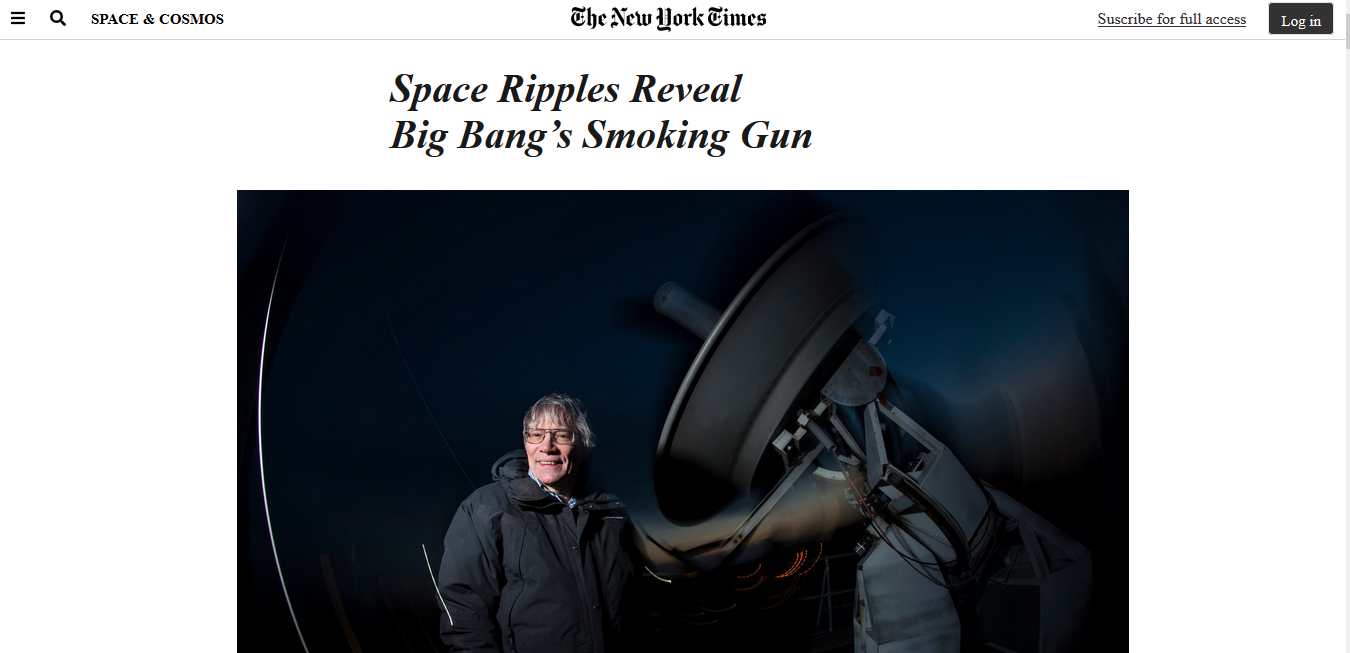 SPACE & COSMOS
The New York Times
Suscribe for full access
Log in
Space Ripples Reveal
Big Bang’s Smoking Gun